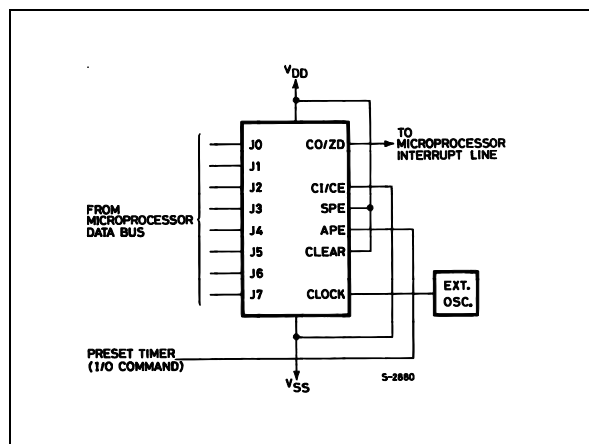 VDD
J0
J1
J2
J3
J4
J5
J6
J7
CO/ZD
CI/CE
SPE
APE
CLEAR
CLOCK
TO
MICROPROCESSOR
INTERRUPT LINE
FROM
MICROPROCESSOR
DATA BUS
EXT.
OSC.
PRESET TIMER
(I/O COMMAND)
VSS
S-2880